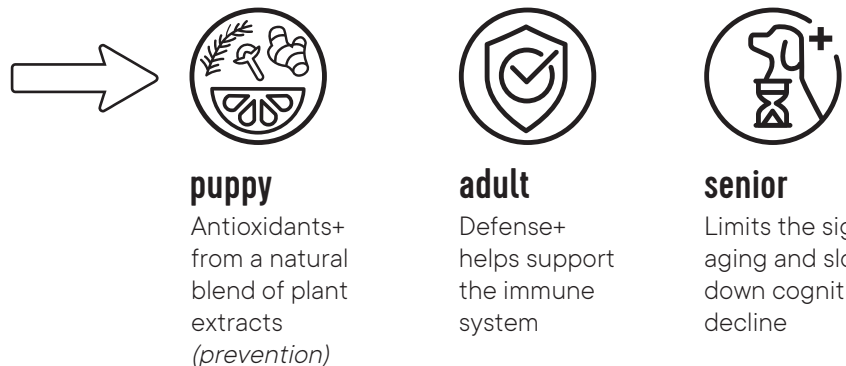 puppy
Antioxidants+
from a natural
blend of plant
extracts
(prevention)
adult
Defense+
helps support
the immune
system
senior
Limits the
aging and
down
decline